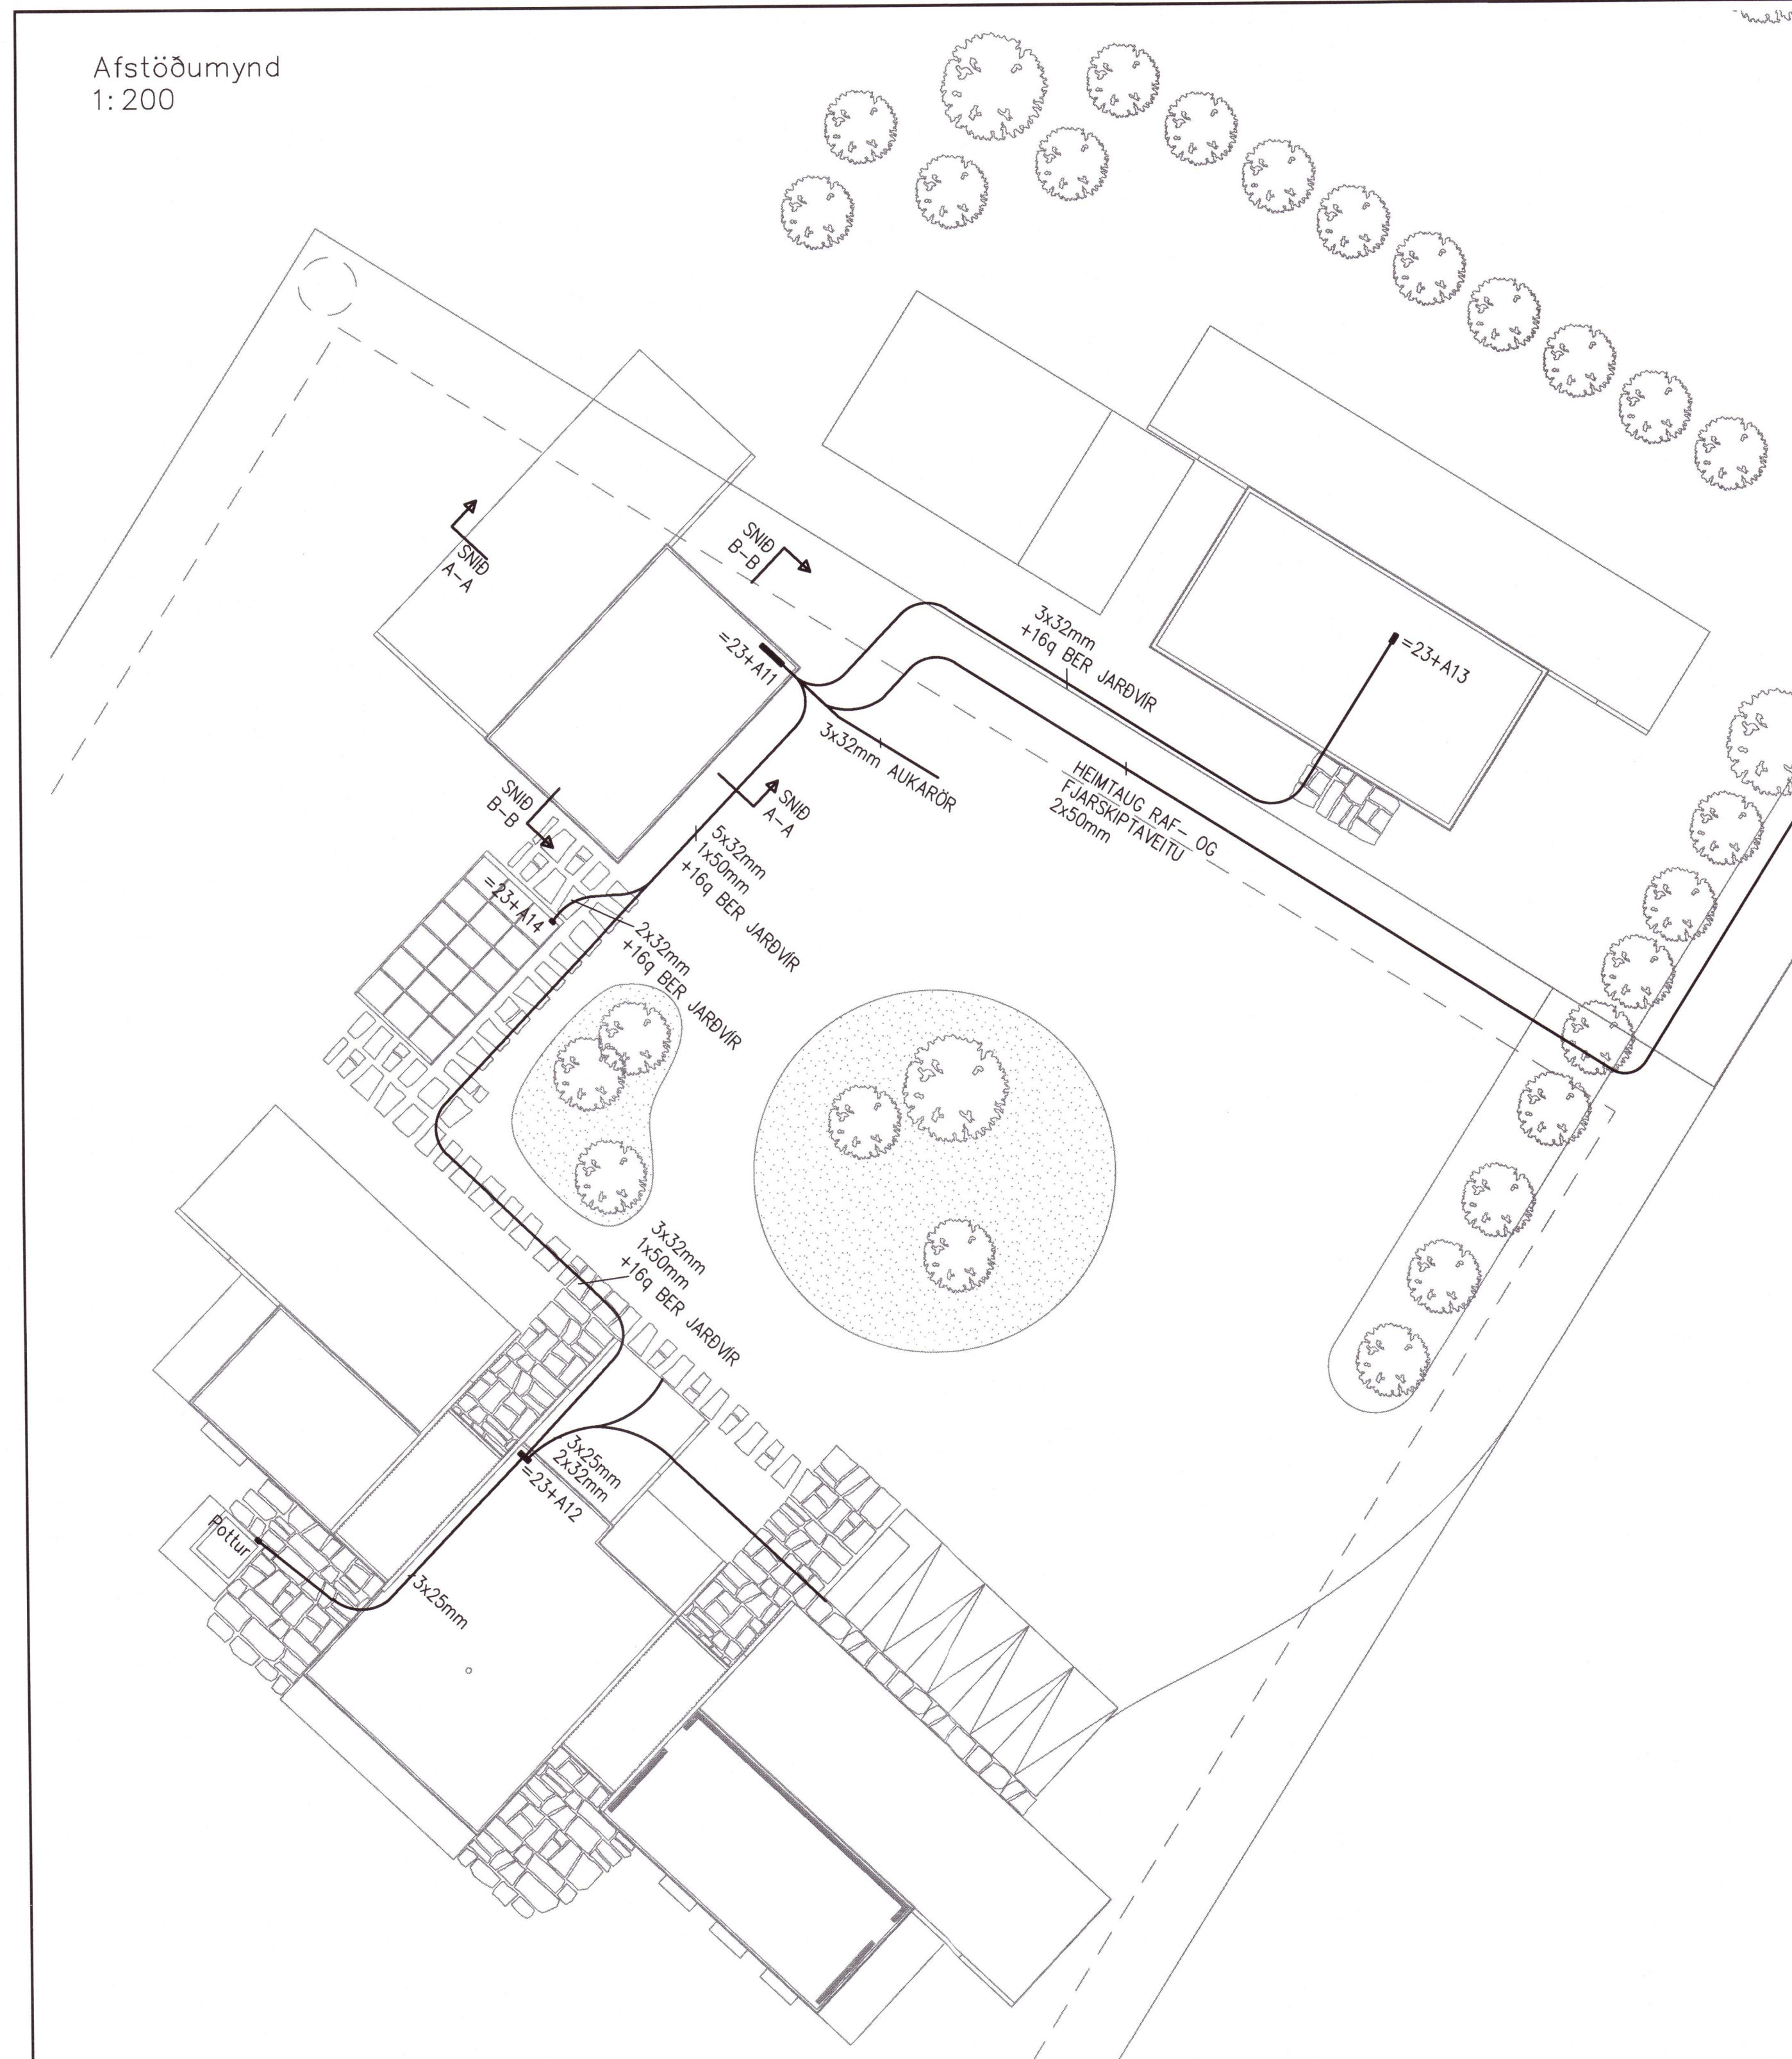 Afstöðumynd
1:200
SNIÐ
A-A
SNIÐ
B-B
=23+A11
3x32mm
+16q BER JARÐVÍR
=23+A13
3x32mm AUKARÖR
HEIMTAUG RAF- OG
FJARSKIPTAVEITU
2x50mm
SNIÐ
B-B
SNIÐ
A-A
5x32mm
1x50mm
+16q BER JARÐVÍR
=23+A14
2x32mm
+16q BER JARÐVÍR
3x32mm
1x50mm
+16q BER JARÐVÍR
3x25mm
2x32mm
=23+A12
Pottur
3x25mm